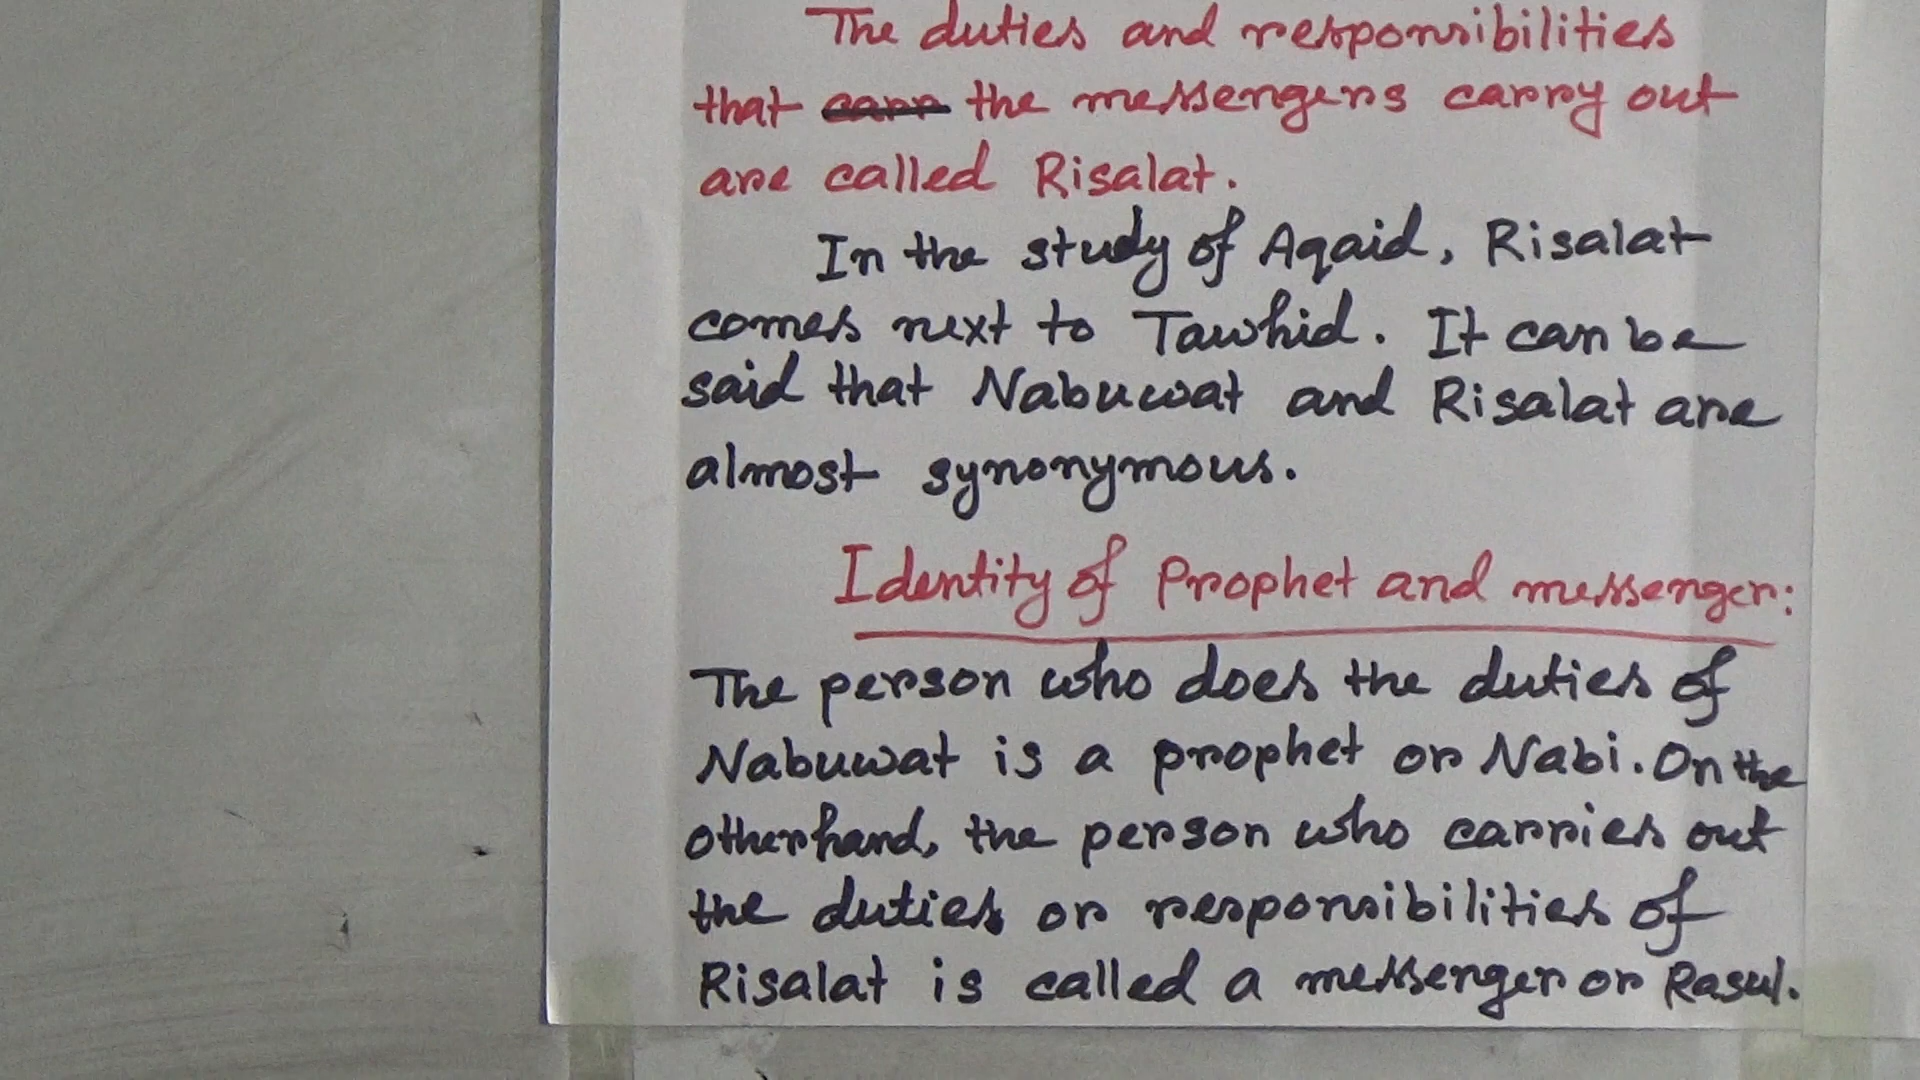 The duties and responsibilities
that carr the messengers carry out
are called Risalat.
In the study of Aqaid, Risalat
comes next to Tawhid. It can be
said that Nabuwat and Risalat are
almost synonymous.
Identity of Prophet and messenger:
The person who does the duties of
Nabuwat is a prophet or Nabi. On the
otherhand, the person who carries out
the duties or responsibilities of
Risalat is called a messenger or Rasul.